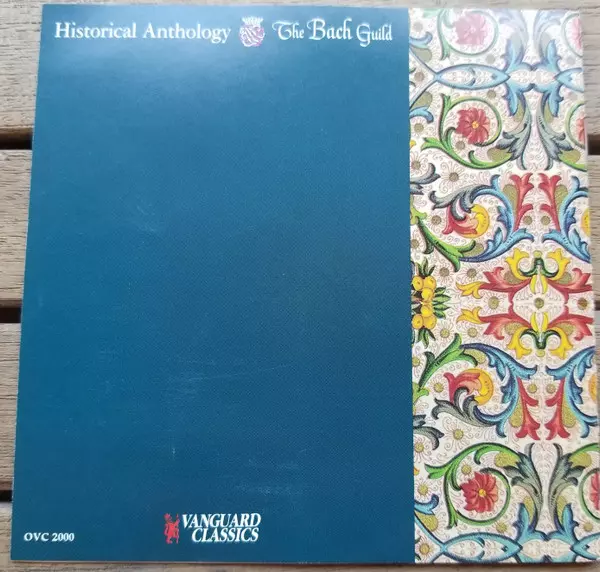 Historical Anthology The Bach Guild
VANGUARD
CLASSICS
OVC 2000